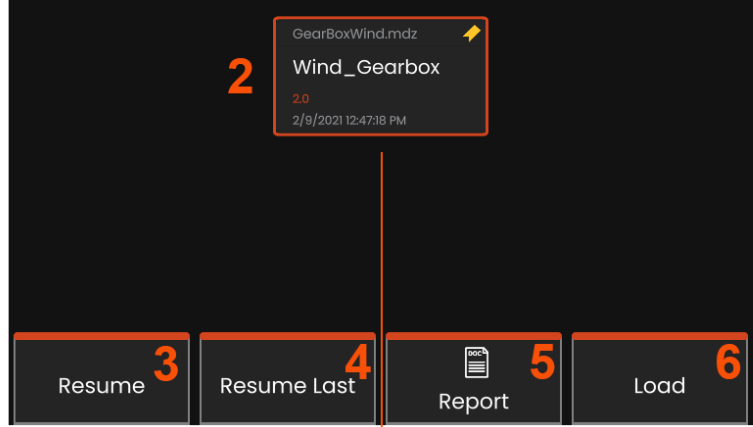 GearBoxWind.mdz
2
Wind_Gearbox
2.0
2/9/2021 12:47:18 PM
3
4
5
6
DOC
Resume
Resume Last
Report
Load